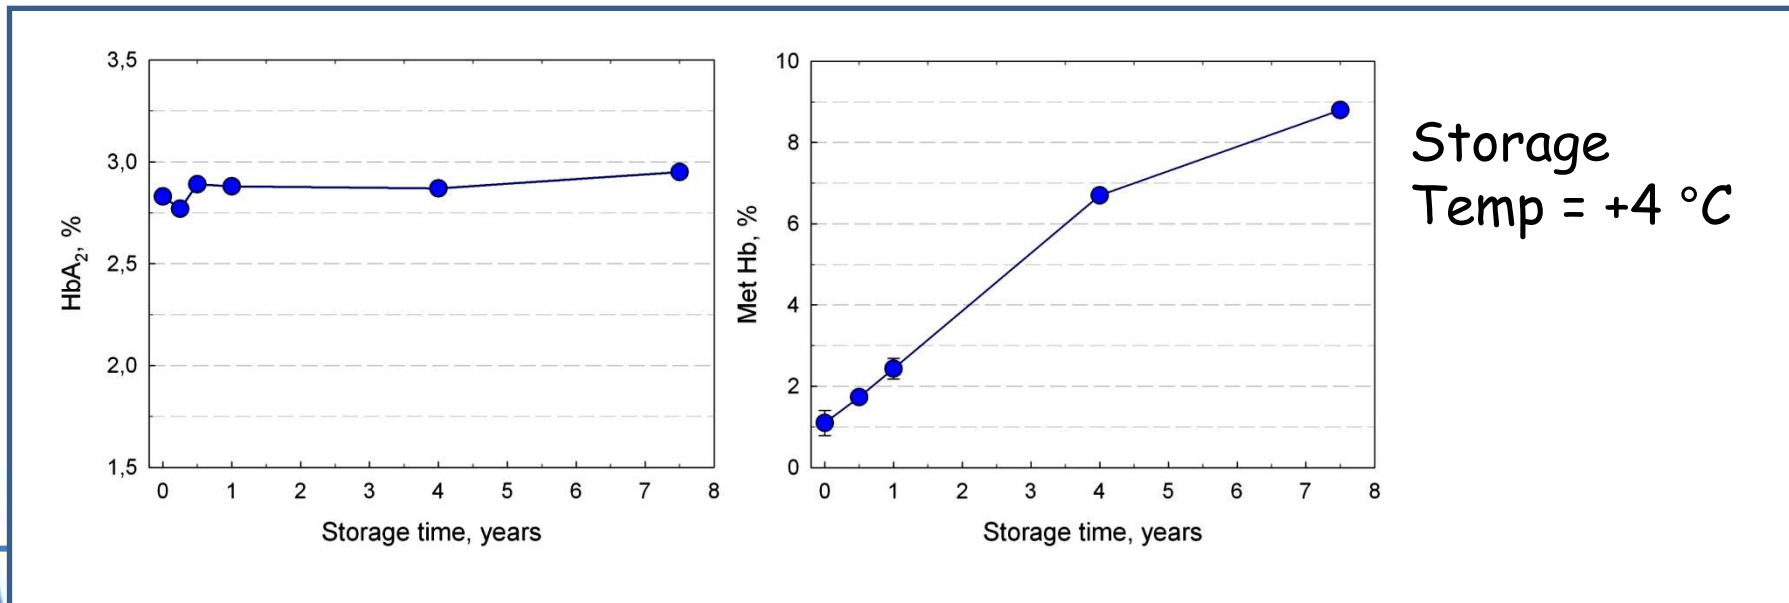 3,5
3,0
2,5
2,0
1,5
HbA2, %
0 1 2 3 4 5 6 7 8
Storage time, years
10
8
6
4
2
0
Met Hb, %
0 1 2 3 4 5 6 7 8
Storage time, years
Storage
Temp = +4 °C